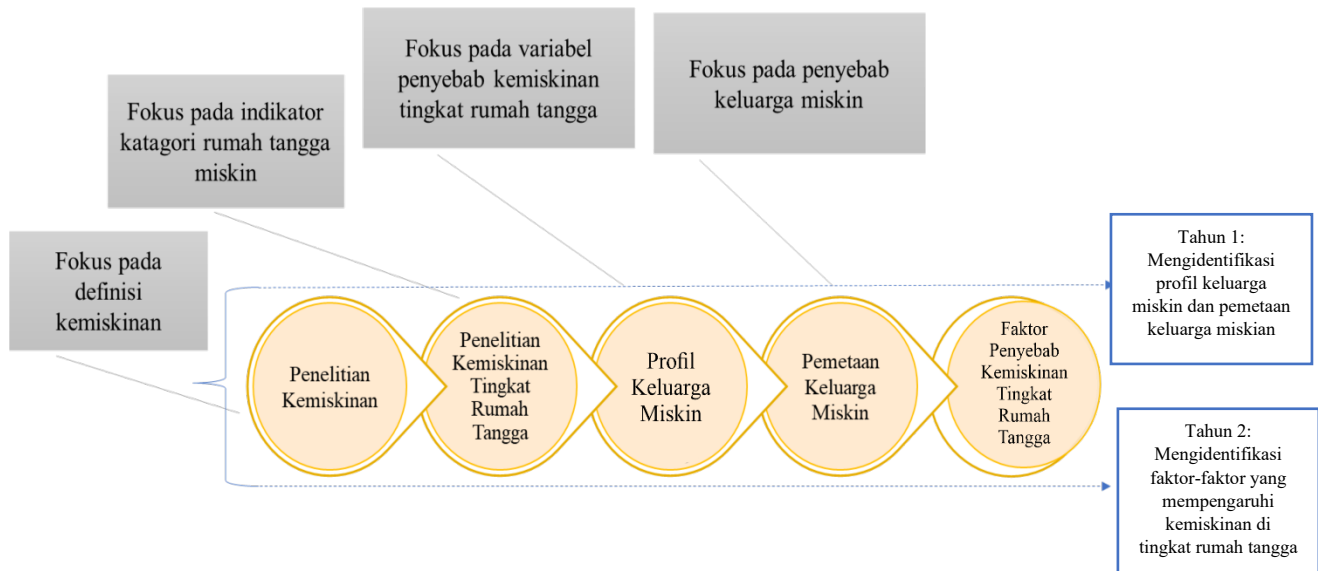 Fokus pada
definisi
kemiskinan
Fokus pada indikator
katagori rumah tangga
miskin
Fokus pada variabel
penyebab kemiskinan
tingkat rumah tangga
Fokus pada penyebab
keluarga miskin
Penelitian
Kemiskinan
Penelitian
Kemiskinan
Tingkat
Rumah
Tangga
Profil
Keluarga
Miskin
Pemetaan
Keluarga
Miskin
Faktor
Penyebab
Kemiskinan
Tingkat
Rumah
Tangga
Tahun 1:
Mengidentifikasi
profil keluarga
miskin dan pemetaan
keluarga miskian
Tahun 2:
Mengidentifikasi
faktor-faktor yang
mempengaruhi
kemiskinan di
tingkat rumah tangga